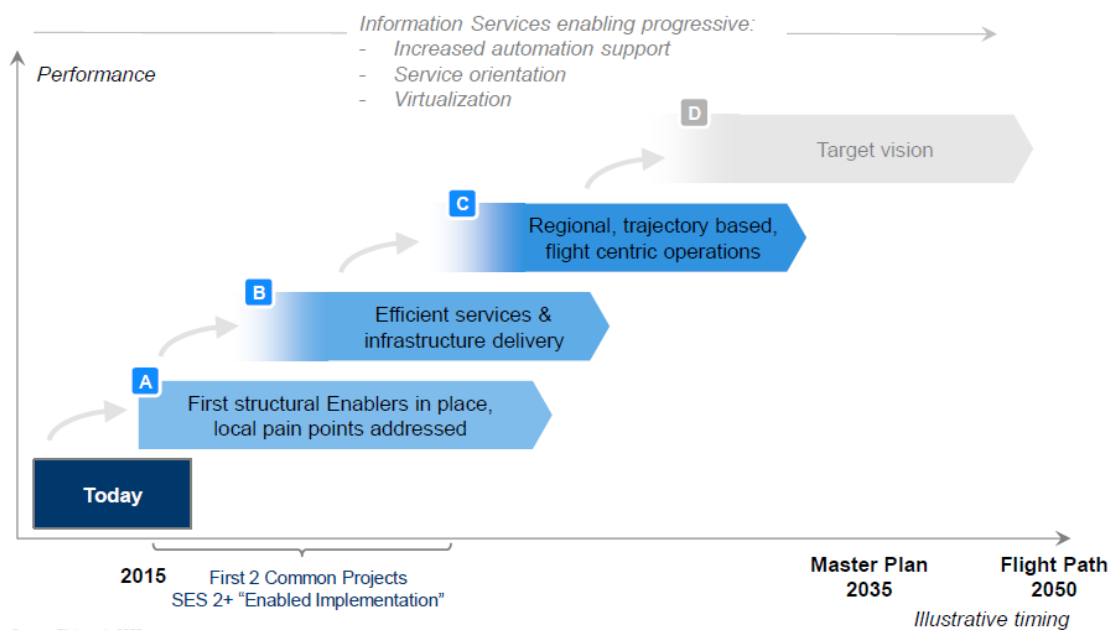 Information Services enabling progressive:
- Increased automation support
- Service orientation
- Virtualization
Performance
D
Target vision
C
Regional, trajectory based,
flight centric operations
B
Efficient services &
infrastructure delivery
A
First structural Enablers in place,
local pain points addressed
Today
2015
First 2 Common Projects
SES 2+ “Enabled Implementation”
Master Plan
2035
Flight Path
2050
Illustrative timing